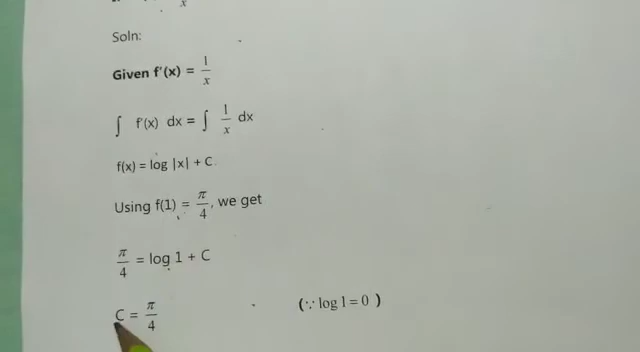 x
Soln:
Given f'(x) = 1/x
∫ f'(x) dx = ∫ 1/x dx
f(x) = log |x| + C
Using f(1) = π/4, we get
π/4 = log 1 + C
C = π/4 (∵ log 1 = 0 )